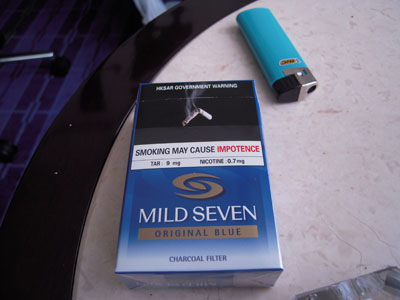 HKSAR GOVERNMENT WARNING
SMOKING MAY CAUSE IMPOTENCE
TAR : 9 mg NICOTINE : 0.7 mg
MILD SEVEN
ORIGINAL BLUE
CHARCOAL FILTER
BIC